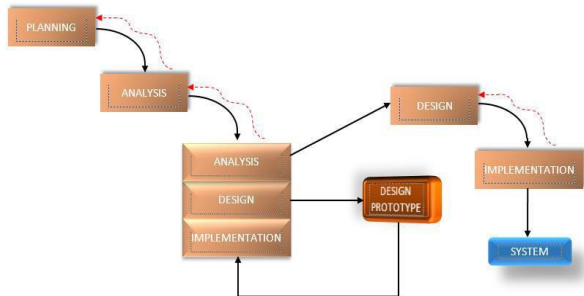 PLANNING
ANALYSIS
DESIGN
ANALYSIS
DESIGN
IMPLEMENTATION
DESIGN
PROTOTYPE
IMPLEMENTATION
SYSTEM